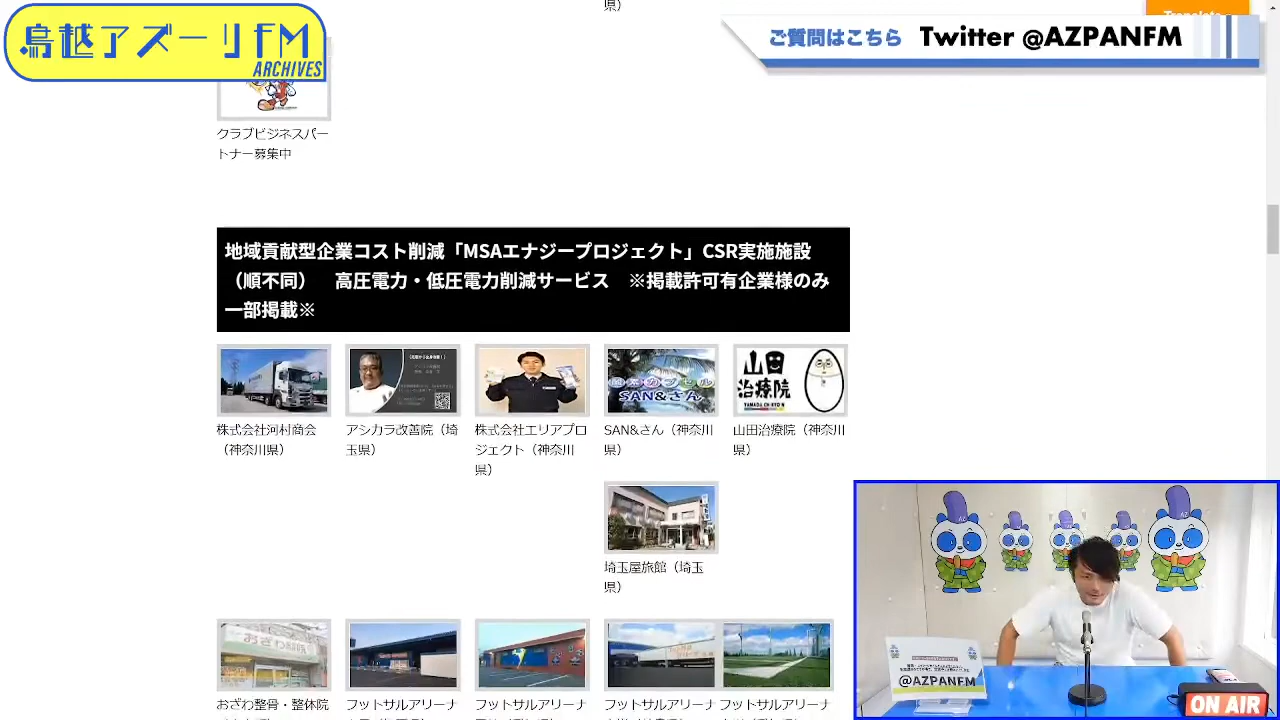 県）
Translate
鳥越アズーリFM
ARCHIVES
ご質問はこちら Twitter @AZPANFM
クラブビジネスパー
トナー募集中
地域貢献型企業コスト削減「MSAエナジープロジェクト」CSR実施施設
（順不同） 高圧電力・低圧電力削減サービス ※掲載許可有企業様のみ
一部掲載※
山田
治療院
SAN&さん
株式会社河村商会
（神奈川県）
アシカラ改善院（埼
玉県）
株式会社エリアプロ
ジェクト（神奈川
県）
SAN&さん（神奈川
県）
山田治療院（神奈川
県）
埼玉屋旅館（埼玉
県）
おざわ整骨・整体院
フットサルアリーナ
フットサルアリーナ
フットサルアリーナ
フットサルアリーナ
@AZPANFM
ON AIR